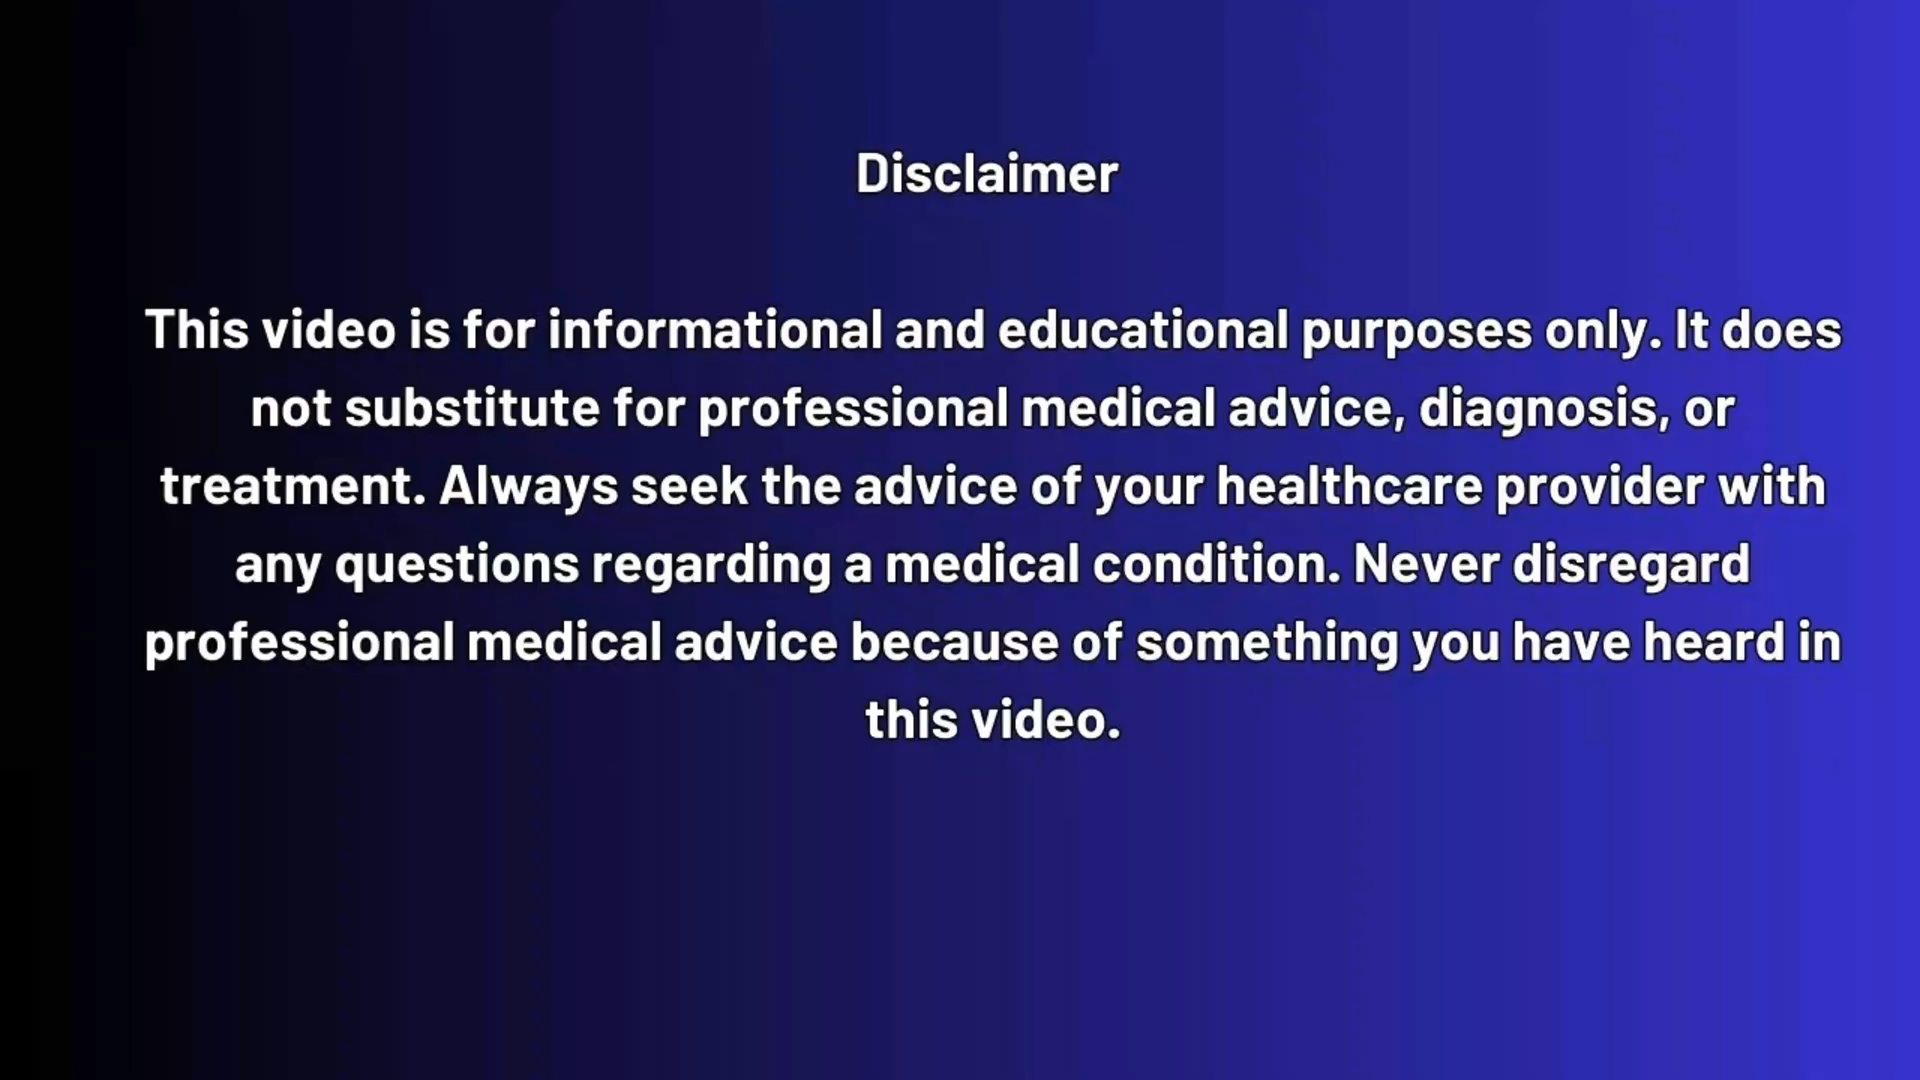 Disclaimer
This video is for informational and educational purposes only. It does
not substitute for professional medical advice, diagnosis, or
treatment. Always seek the advice of your healthcare provider with
any questions regarding a medical condition. Never disregard
professional medical advice because of something you have heard in
this video.